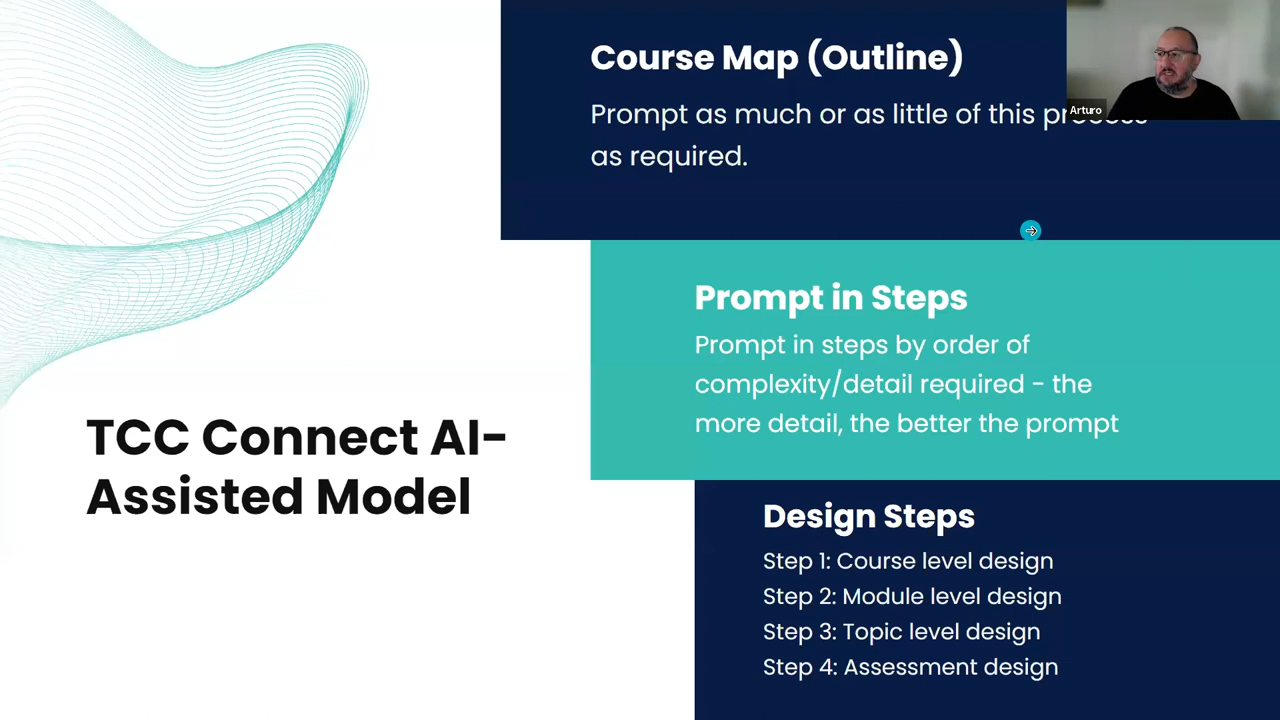 Course Map (Outline)
Prompt as much or as little of this process
as required.
Arturo
Prompt in Steps
Prompt in steps by order of
complexity/detail required - the
more detail, the better the prompt
TCC Connect AI-
Assisted Model
Design Steps
Step 1: Course level design
Step 2: Module level design
Step 3: Topic level design
Step 4: Assessment design